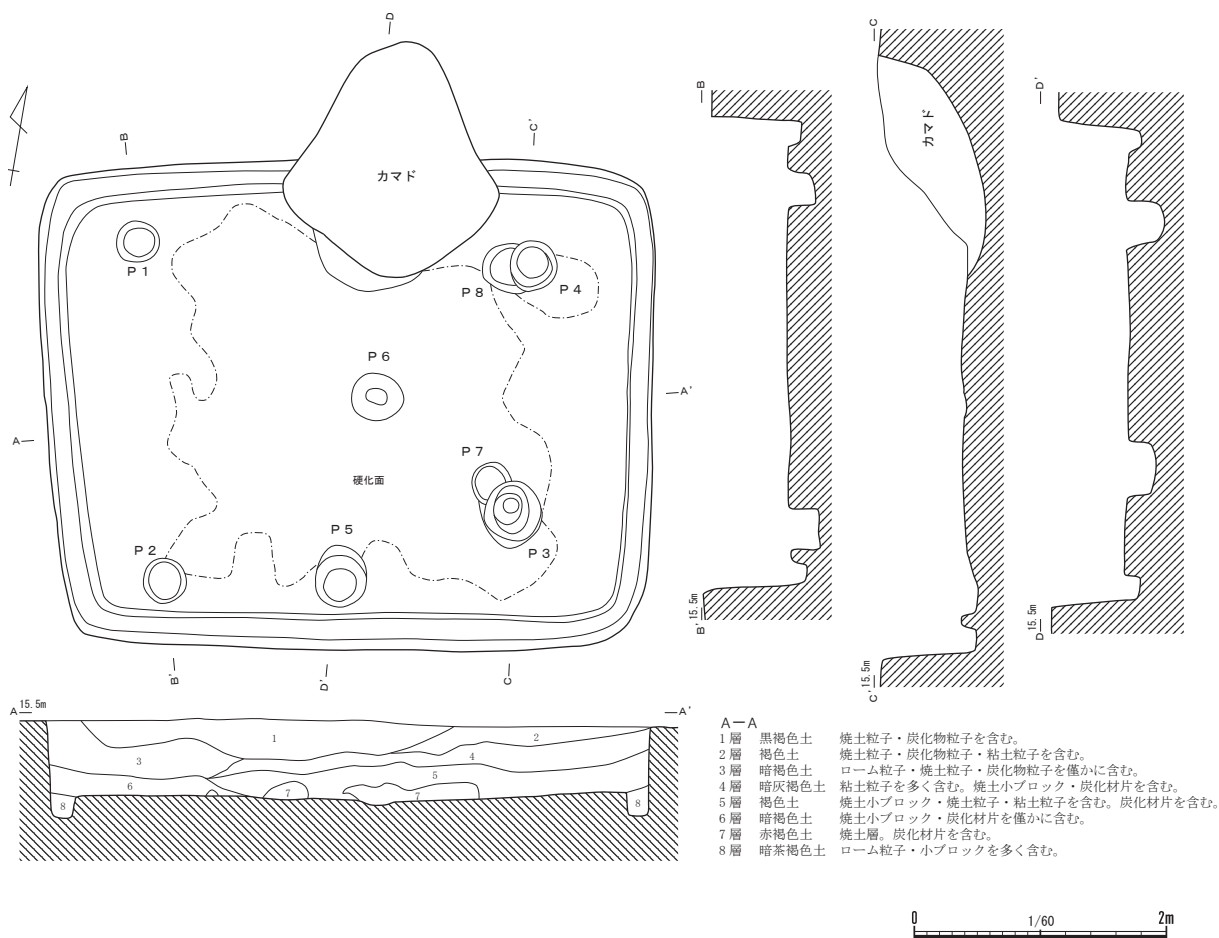 D
B
C'
カマド
P 1
P 8
P 4
P 6
A
A'
P 7
硬化面
P 5
P 2
P 3
B'
D'
C
B
15.5m
B'
C
カマド
15.5m
C'
D'
15.5m
D
A 15.5m
A'
1
2
3
4
5
6
7
7
8
8
A—A
1層 黒褐色土 焼土粒子・炭化物粒子を含む。
2層 褐色土 焼土粒子・炭化物粒子・粘土粒子を含む。
3層 暗褐色土 ローム粒子・焼土粒子・炭化物粒子を僅かに含む。
4層 暗灰褐色土 粘土粒子を多く含む。焼土小ブロック・炭化材片を含む。
5層 褐色土 焼土小ブロック・焼土粒子・粘土粒子を含む。炭化材片を含む。
6層 暗褐色土 焼土小ブロック・炭化材片を僅かに含む。
7層 赤褐色土 焼土層。炭化材片を含む。
8層 暗茶褐色土 ローム粒子・小ブロックを多く含む。
0 1/60 2m